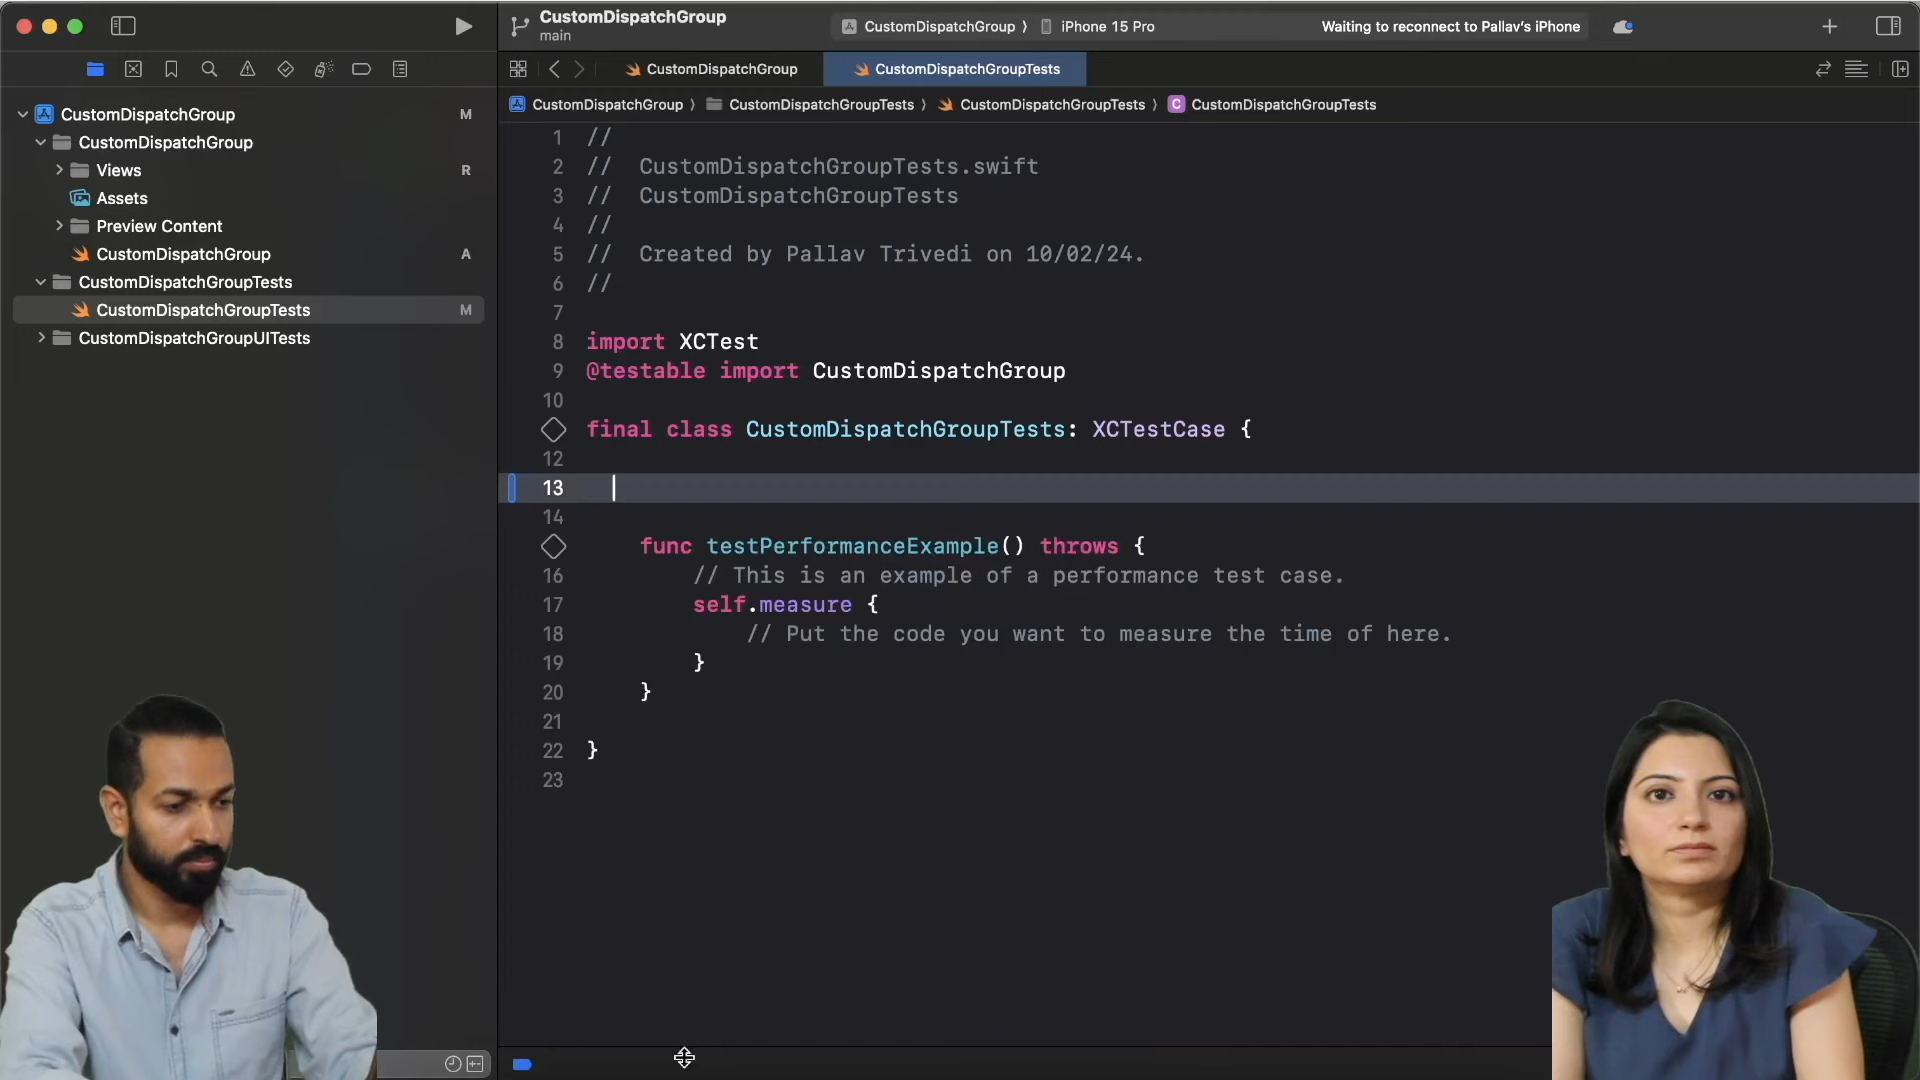 CustomDispatchGroup
main
CustomDispatchGroup ⟩ iPhone 15 Pro
Waiting to reconnect to Pallav's iPhone
CustomDispatchGroup
CustomDispatchGroupTests
CustomDispatchGroup M
CustomDispatchGroup
Views R
Assets
Preview Content
CustomDispatchGroup A
CustomDispatchGroupTests
CustomDispatchGroupTests M
CustomDispatchGroupUITests
CustomDispatchGroup ⟩ CustomDispatchGroupTests ⟩ CustomDispatchGroupTests ⟩ C CustomDispatchGroupTests
1 //
2 // CustomDispatchGroupTests.swift
3 // CustomDispatchGroupTests
4 //
5 // Created by Pallav Trivedi on 10/02/24.
6 //
7
8 import XCTest
9 @testable import CustomDispatchGroup
10
final class CustomDispatchGroupTests: XCTestCase {
12
13
14
func testPerformanceExample() throws {
16 // This is an example of a performance test case.
17 self.measure {
18 // Put the code you want to measure the time of here.
19 }
20 }
21
22 }
23